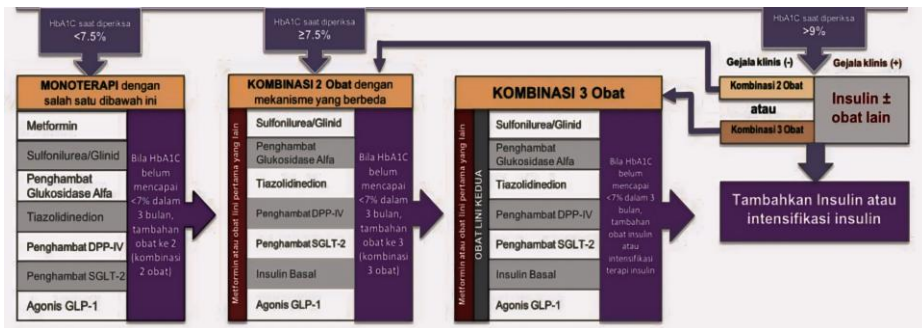 HbA1C saat diperiksa
<7.5%
HbA1C saat diperiksa
≥7.5%
HbA1C saat diperiksa
>9%
MONOTERAPI dengan
salah satu dibawah ini
Metformin
Sulfonilurea/Glinid
Penghambat
Glukosidase Alfa
Tiazolidinedion
Penghambat DPP-IV
Penghambat SGLT-2
Agonis GLP-1
Bila HbA1C
belum
mencapai
<7% dalam
3 bulan,
tambahan
obat ke 2
(kombinasi
2 obat)
KOMBINASI 2 Obat dengan
mekanisme yang berbeda
Metformin atau obat lini pertama yang lain
Sulfonilurea/Glinid
Penghambat
Glukosidase Alfa
Tiazolidinedion
Penghambat DPP-IV
Penghambat SGLT-2
Insulin Basal
Agonis GLP-1
Bila HbA1C
belum
mencapai
<7% dalam
3 bulan,
tambahan
obat ke 3
(kombinasi
3 obat)
KOMBINASI 3 Obat
Metformin atau obat lini pertama yang lain
OBAT LINI KEDUA
Sulfonilurea/Glinid
Penghambat
Glukosidase Alfa
Tiazolidinedion
Penghambat DPP-IV
Penghambat SGLT-2
Insulin Basal
Agonis GLP-1
Bila HbA1C
belum
mencapai
<7% dalam 3
bulan,
tambahan
obat insulin
atau
intensifikasi
terapi insulin
Gejala klinis (-)
Gejala klinis (+)
Kombinasi 2 Obat
atau
Kombinasi 3 Obat
Insulin ±
obat lain
Tambahkan Insulin atau
intensifikasi insulin